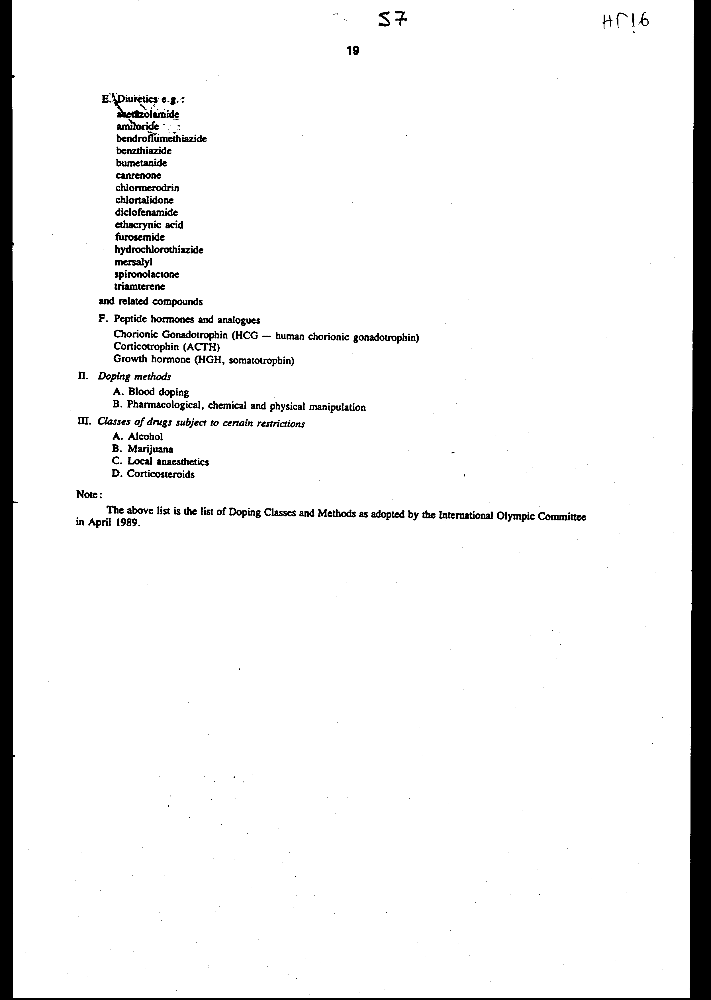 57
19
E. Diuretics e.g.:
acetazolamide
amiloride
bendroflumethiazide
benzthiazide
bumetanide
canrenone
chlormerodrin
chlortalidone
diclofenamide
ethacrynic acid
furosemide
hydrochlorothiazide
mersalyl
spironolactone
triamterene
and related compounds
F. Peptide hormones and analogues
Chorionic Gonadotrophin (HCG — human chorionic gonadotrophin)
Corticotrophin (ACTH)
Growth hormone (HGH, somatotrophin)
II. Doping methods
A. Blood doping
B. Pharmacological, chemical and physical manipulation
III. Classes of drugs subject to certain restrictions
A. Alcohol
B. Marijuana
C. Local anaesthetics
D. Corticosteroids
Note:
The above list is the list of Doping Classes and Methods as adopted by the International Olympic Committee
in April 1989.